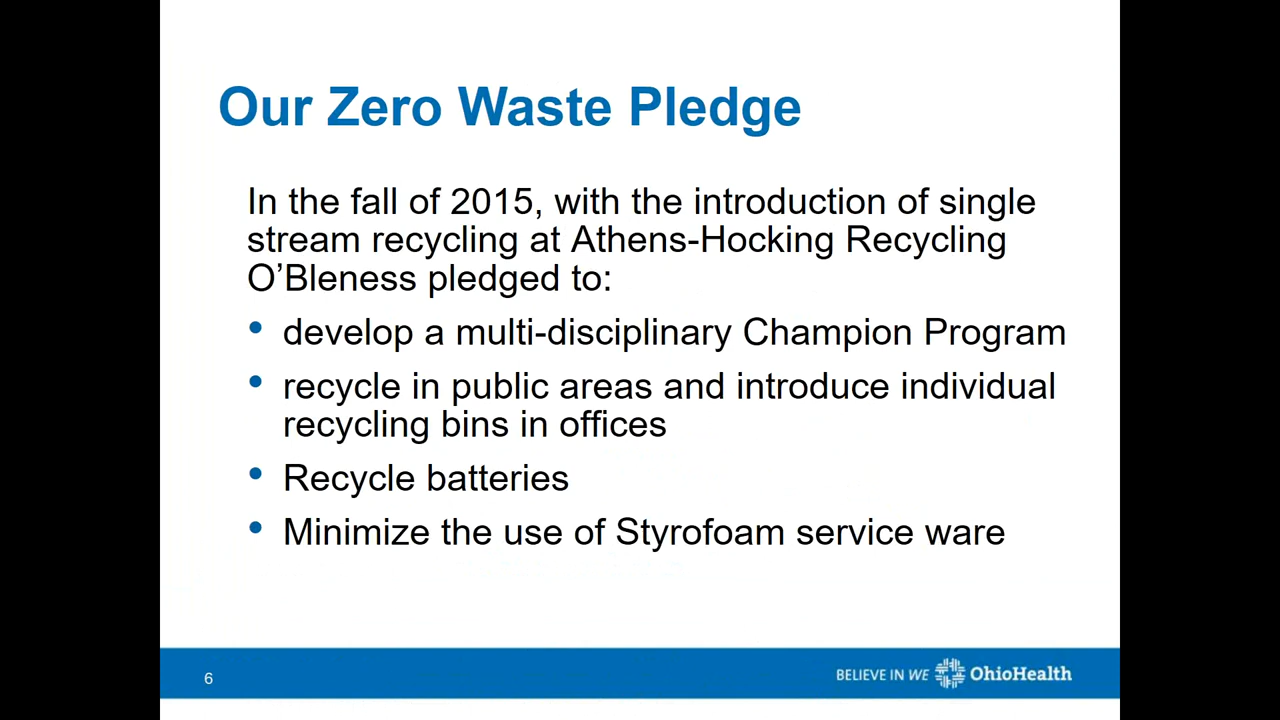 Our Zero Waste Pledge
In the fall of 2015, with the introduction of single
stream recycling at Athens-Hocking Recycling
O’Bleness pledged to:
• develop a multi-disciplinary Champion Program
• recycle in public areas and introduce individual
recycling bins in offices
• Recycle batteries
• Minimize the use of Styrofoam service ware
6
BELIEVE IN WE OhioHealth